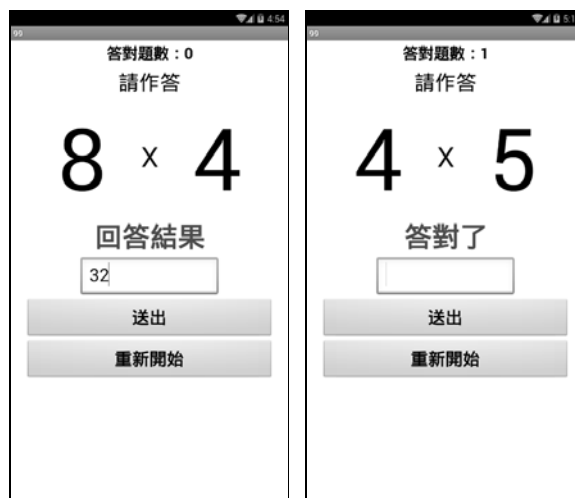 4:54
99
答對題數：0
請作答
8 x 4
回答結果
32
送出
重新開始
99
答對題數：1
請作答
4 x 5
答對了
送出
重新開始